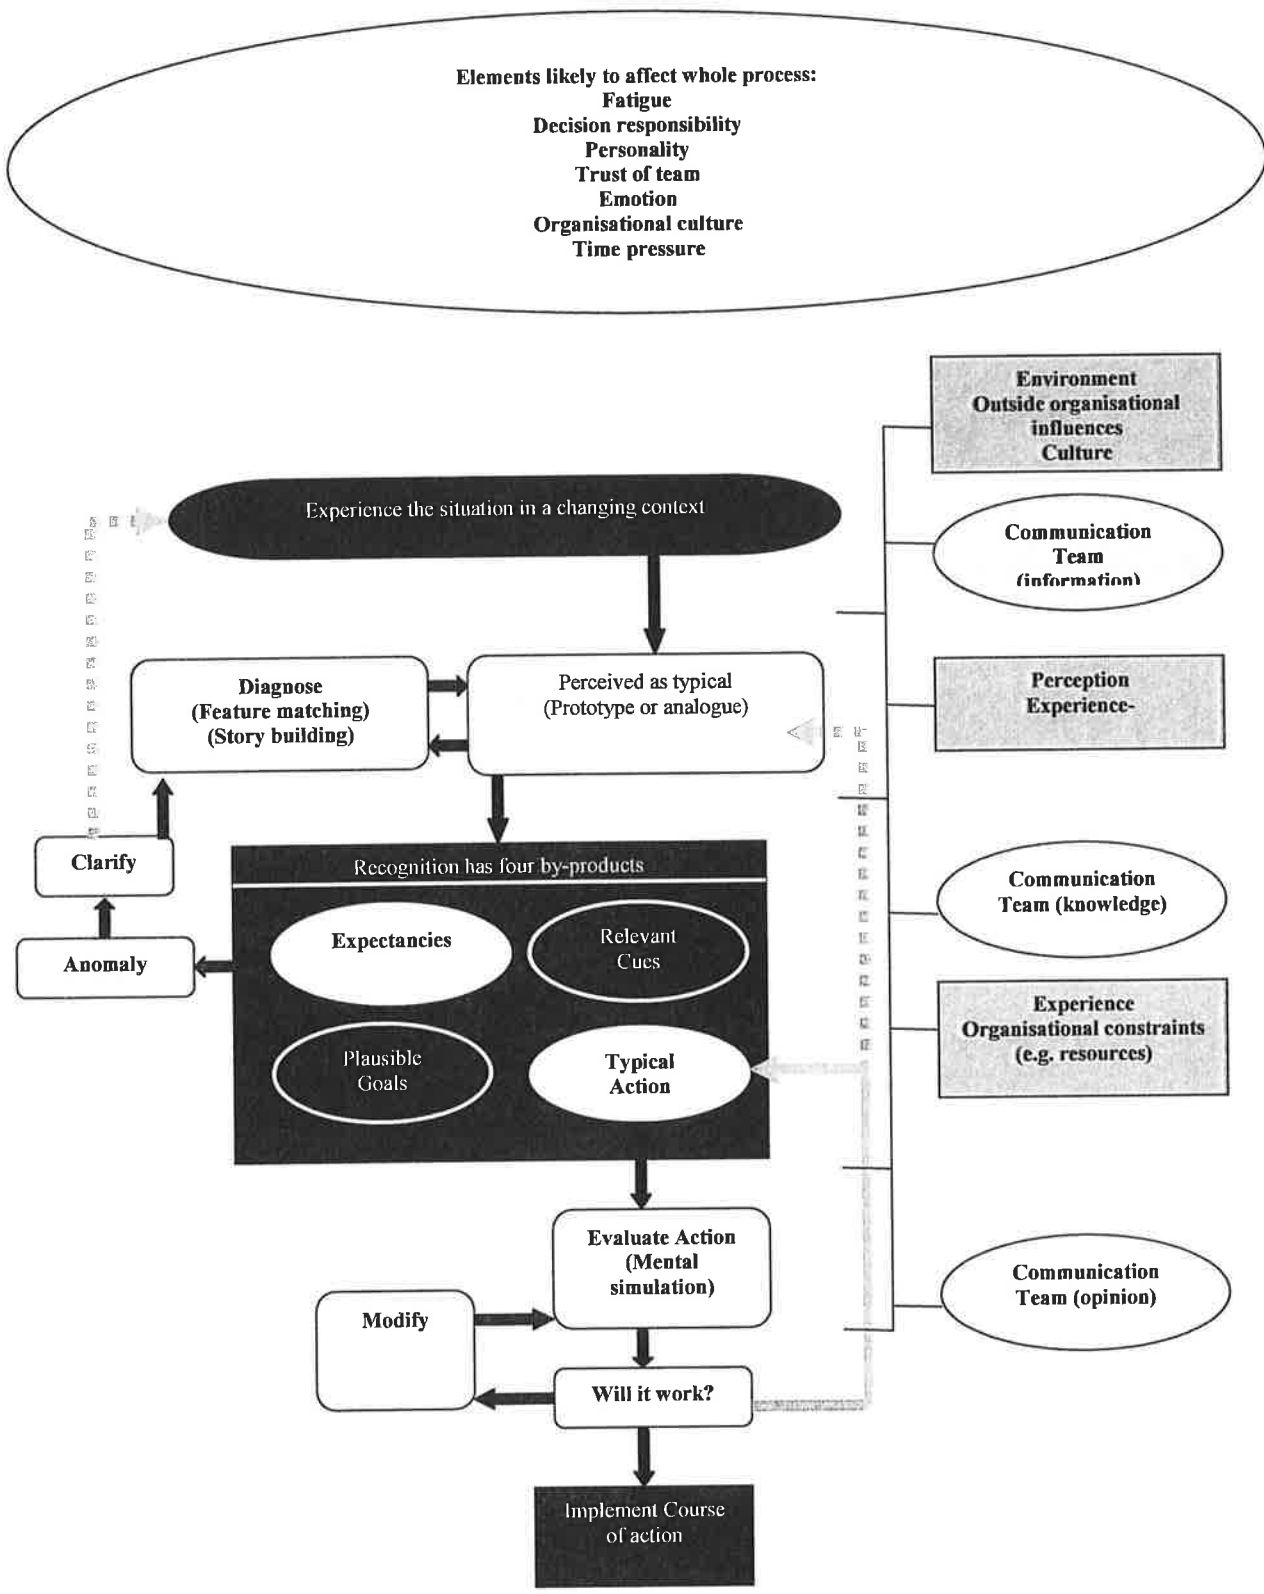 Elements likely to affect whole process:
Fatigue
Decision responsibility
Personality
Trust of team
Emotion
Organisational culture
Time pressure
Environment
Outside organisational
influences
Culture
Experience the situation in a changing context
Communication
Team
(information)
Diagnose
(Feature matching)
(Story building)
Perceived as typical
(Prototype or analogue)
Perception
Experience-
Clarify
Recognition has four by-products
Communication
Team (knowledge)
Anomaly
Expectancies
Relevant
Cues
Experience
Organisational constraints
(e.g. resources)
Plausible
Goals
Typical
Action
Evaluate Action
(Mental
simulation)
Communication
Team (opinion)
Modify
Will it work?
Implement Course
of action